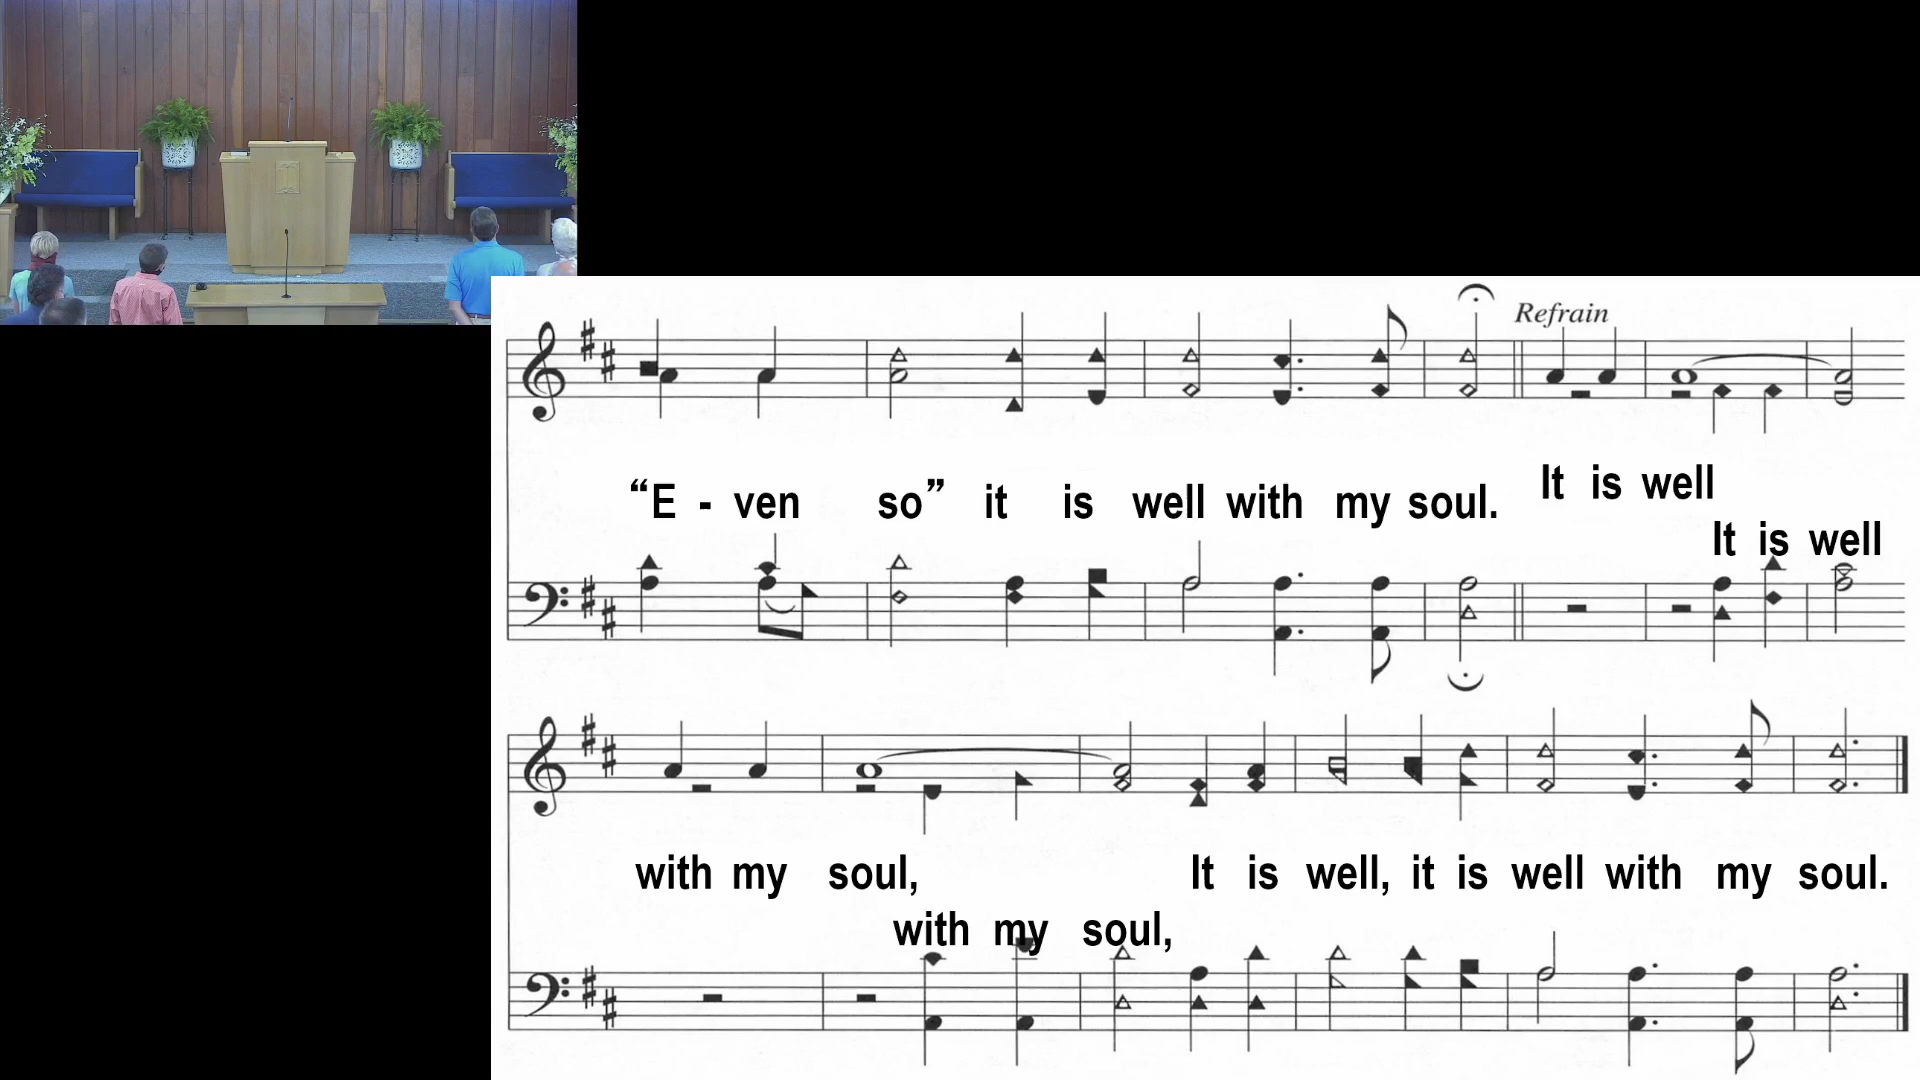 Refrain
“E - ven so” it is well with my soul. It is well
It is well
with my soul, It is well, it is well with my soul.
with my soul,